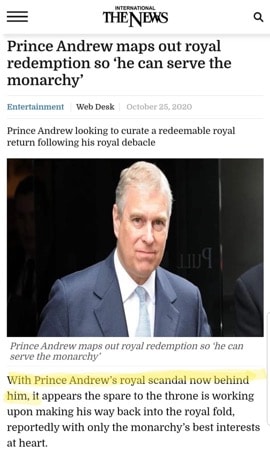 INTERNATIONAL
THE NEWS
Prince Andrew maps out royal
redemption so ‘he can serve the
monarchy’
Entertainment Web Desk October 25, 2020
Prince Andrew looking to curate a redeemable royal
return following his royal debacle
Prince Andrew maps out royal redemption so ‘he can
serve the monarchy’
With Prince Andrew’s royal scandal now behind
him, it appears the spare to the throne is working
upon making his way back into the royal fold,
reportedly with only the monarchy’s best interests
at heart.